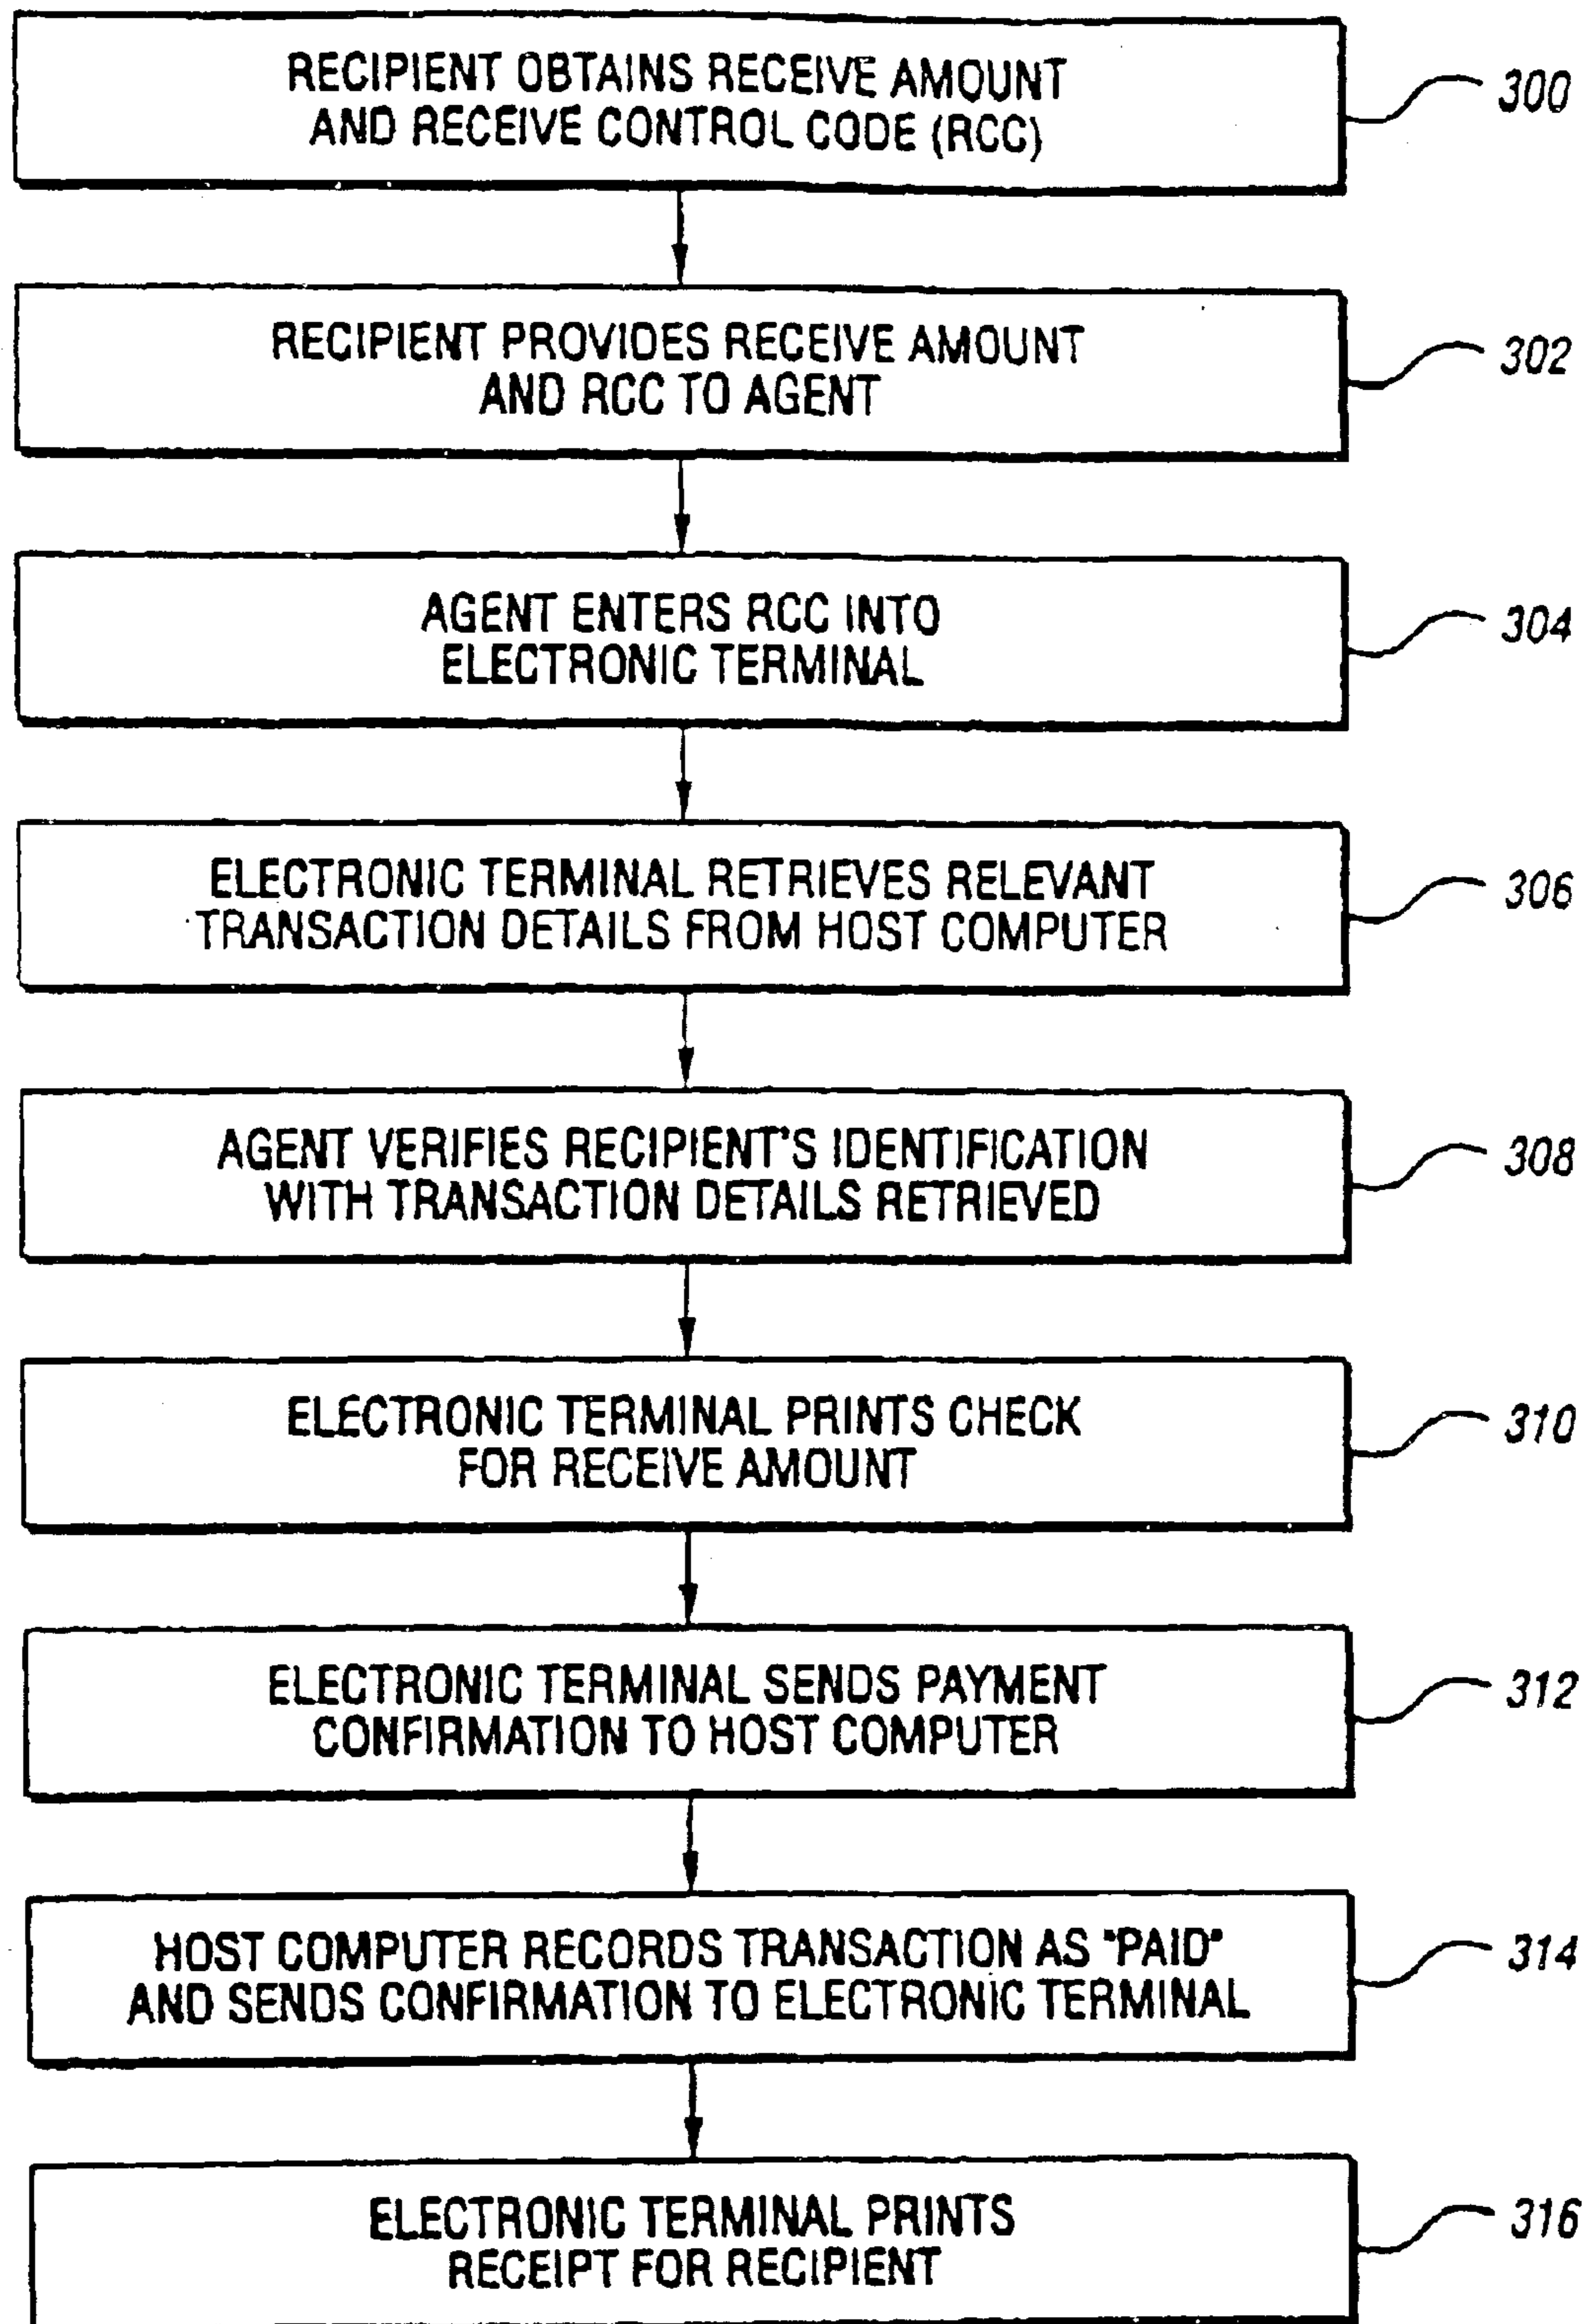 RECIPIENT OBTAINS RECEIVE AMOUNT
AND RECEIVE CONTROL CODE (RCC)
300
RECIPIENT PROVIDES RECEIVE AMOUNT
AND RCC TO AGENT
302
AGENT ENTERS RCC INTO
ELECTRONIC TERMINAL
304
ELECTRONIC TERMINAL RETRIEVES RELEVANT
TRANSACTION DETAILS FROM HOST COMPUTER
306
AGENT VERIFIES RECIPIENT'S IDENTIFICATION
WITH TRANSACTION DETAILS RETRIEVED
308
ELECTRONIC TERMINAL PRINTS CHECK
FOR RECEIVE AMOUNT
310
ELECTRONIC TERMINAL SENDS PAYMENT
CONFIRMATION TO HOST COMPUTER
312
HOST COMPUTER RECORDS TRANSACTION AS "PAID"
AND SENDS CONFIRMATION TO ELECTRONIC TERMINAL
314
ELECTRONIC TERMINAL PRINTS
RECEIPT FOR RECIPIENT
316